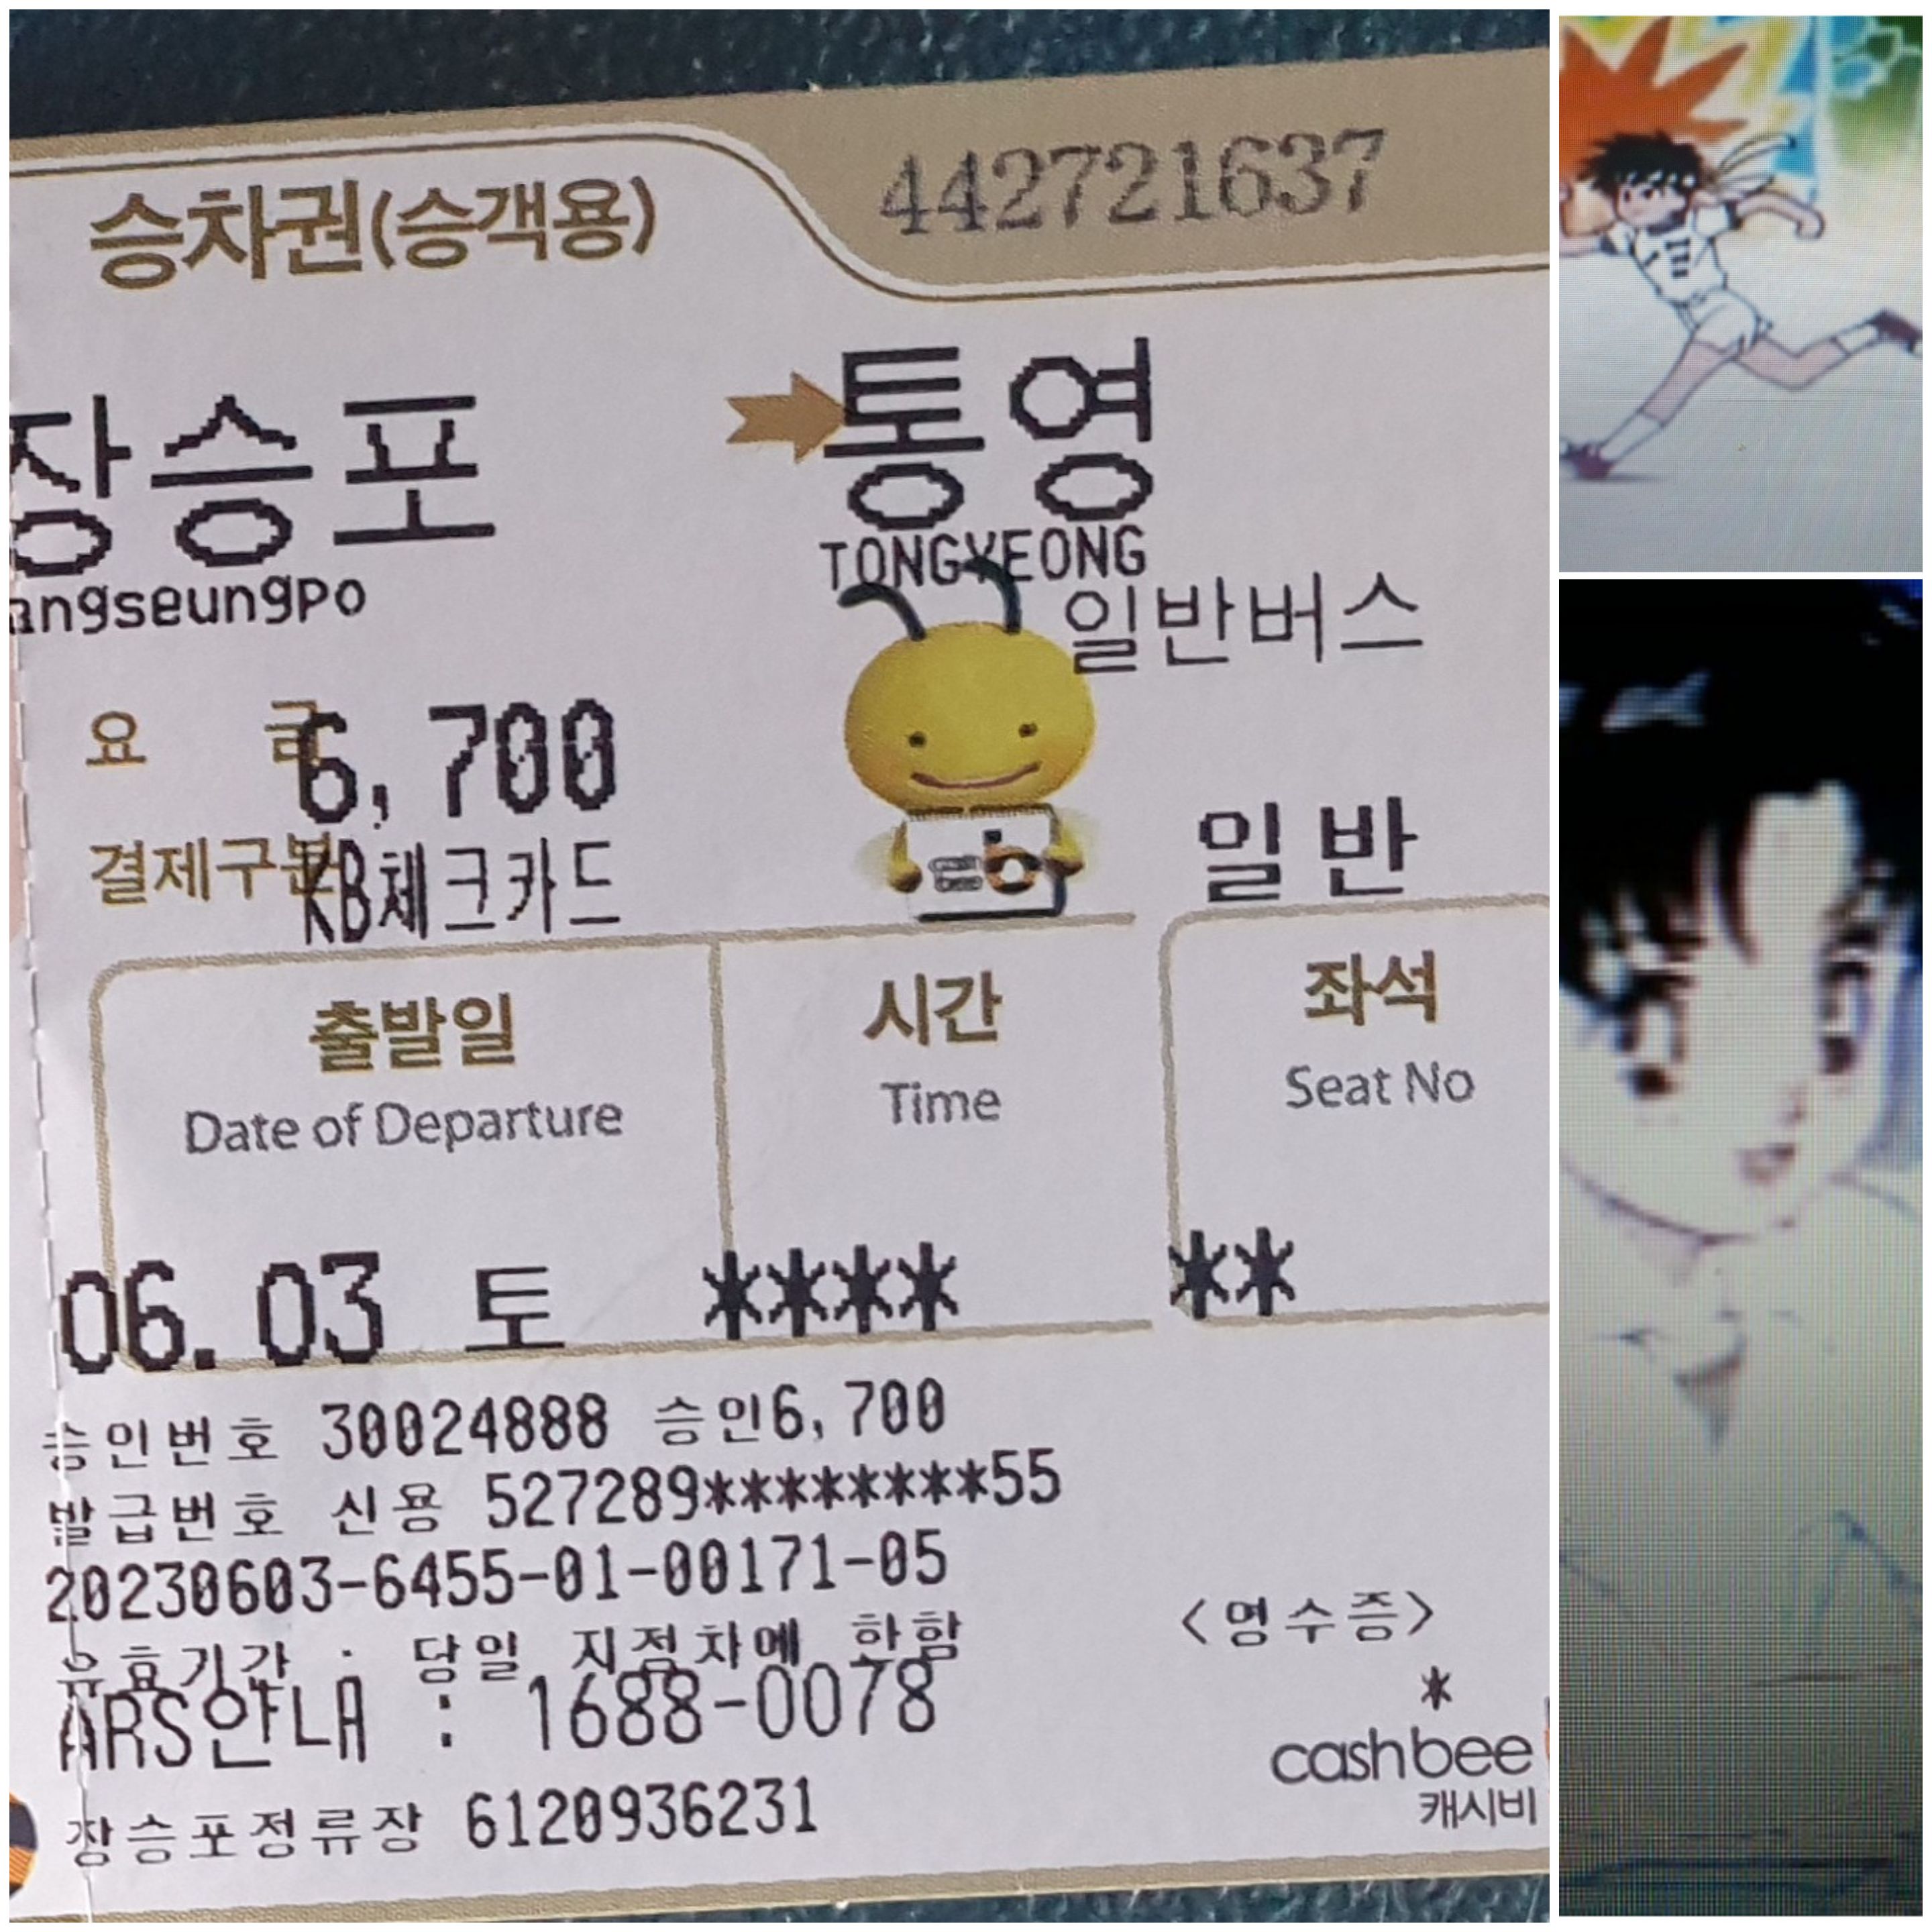 승차권(승객용)
442721637
장승포
통영
angseungpo
TONGYEONG
일반버스
요 금 6,700
결제구분 KB체크카드
일반
출발일
시간
좌석
Date of Departure
Time
Seat No
06.03 토
****
**
승인번호 30024888 승인6,700
발급번호 신용 527289********55
20230603-6455-01-00171-05
유효기간 : 당일 지정차에 한함
<영수증>
ARS안내 : 1688-0078
*
cashbee
캐시비
장승포정류장 6120936231